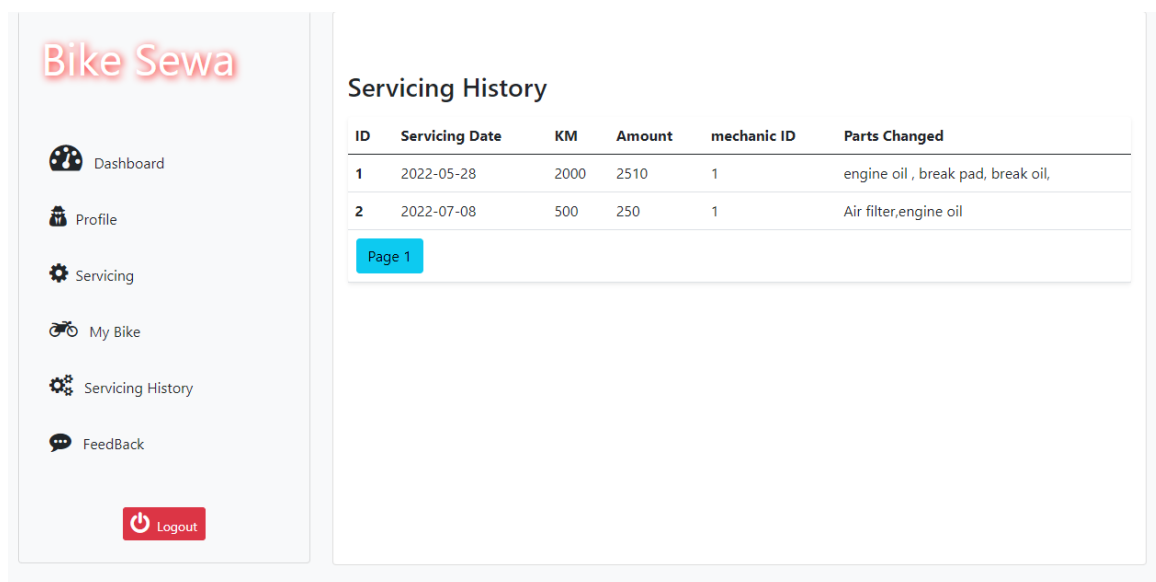 Bike Sewa
Dashboard
Profile
Servicing
My Bike
Servicing History
FeedBack
Logout
Servicing History
ID Servicing Date KM Amount mechanic ID Parts Changed
1 2022-05-28 2000 2510 1 engine oil , break pad, break oil,
2 2022-07-08 500 250 1 Air filter,engine oil
Page 1